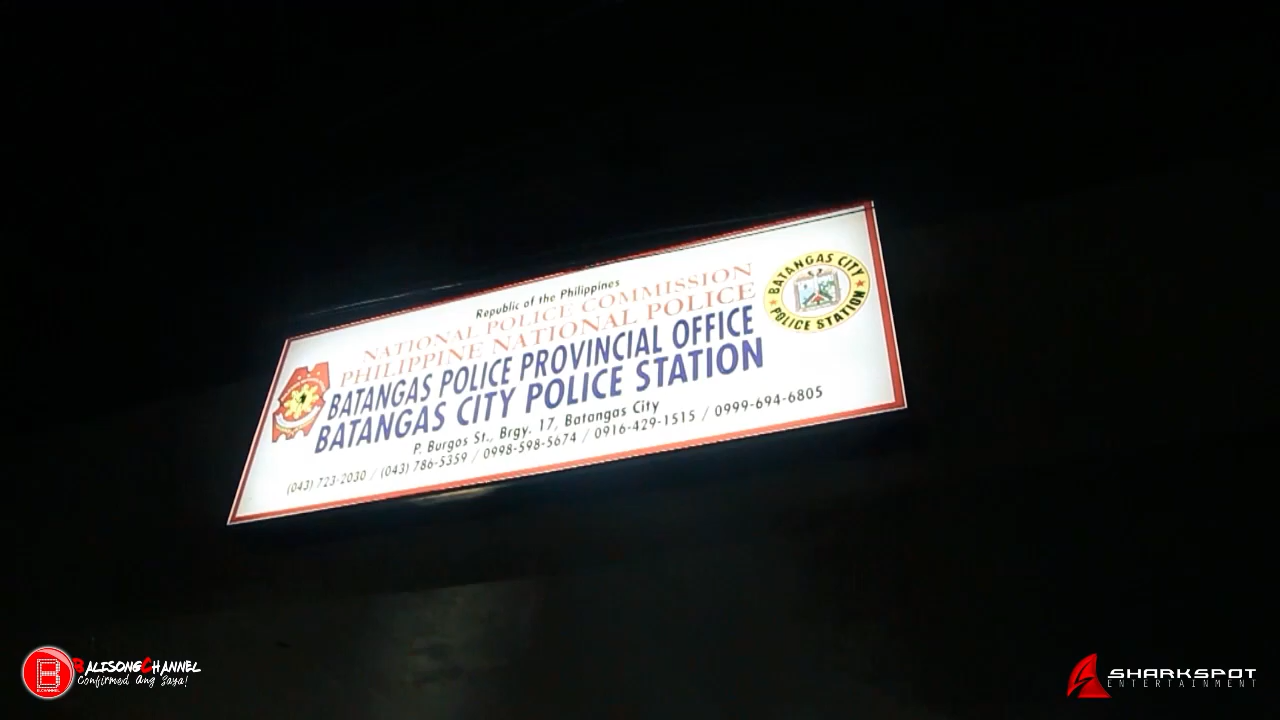 Republic of the Philippines
NATIONAL POLICE COMMISSION
PHILIPPINE NATIONAL POLICE
BATANGAS POLICE PROVINCIAL OFFICE
BATANGAS CITY POLICE STATION
P. Burgos St., Brgy. 17, Batangas City
(043) 723-2030 / (043) 786-5359 / 0998-598-5674 / 0916-429-1515 / 0999-694-6805
BATANGAS CITY
POLICE STATION
BALISONGCHANNEL
Confirmed Ang Saya!
B
BLCHANNEL
SHARKSPOT
ENTERTAINMENT